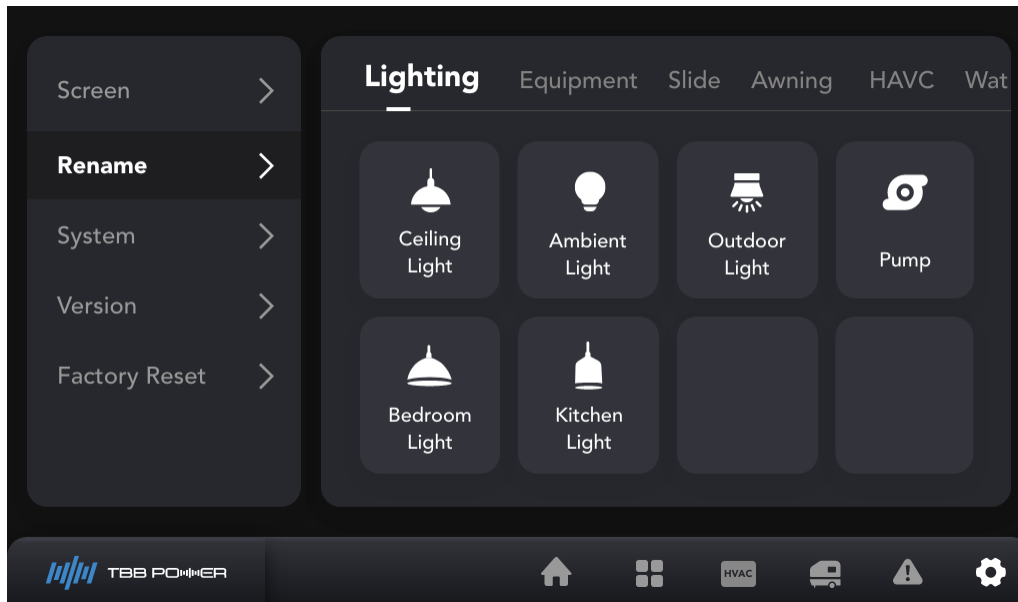 Screen
Rename
System
Version
Factory Reset
Lighting Equipment Slide Awning HAVC Wat
Ceiling
Light
Ambient
Light
Outdoor
Light
Pump
Bedroom
Light
Kitchen
Light
TBB POWER
HVAC